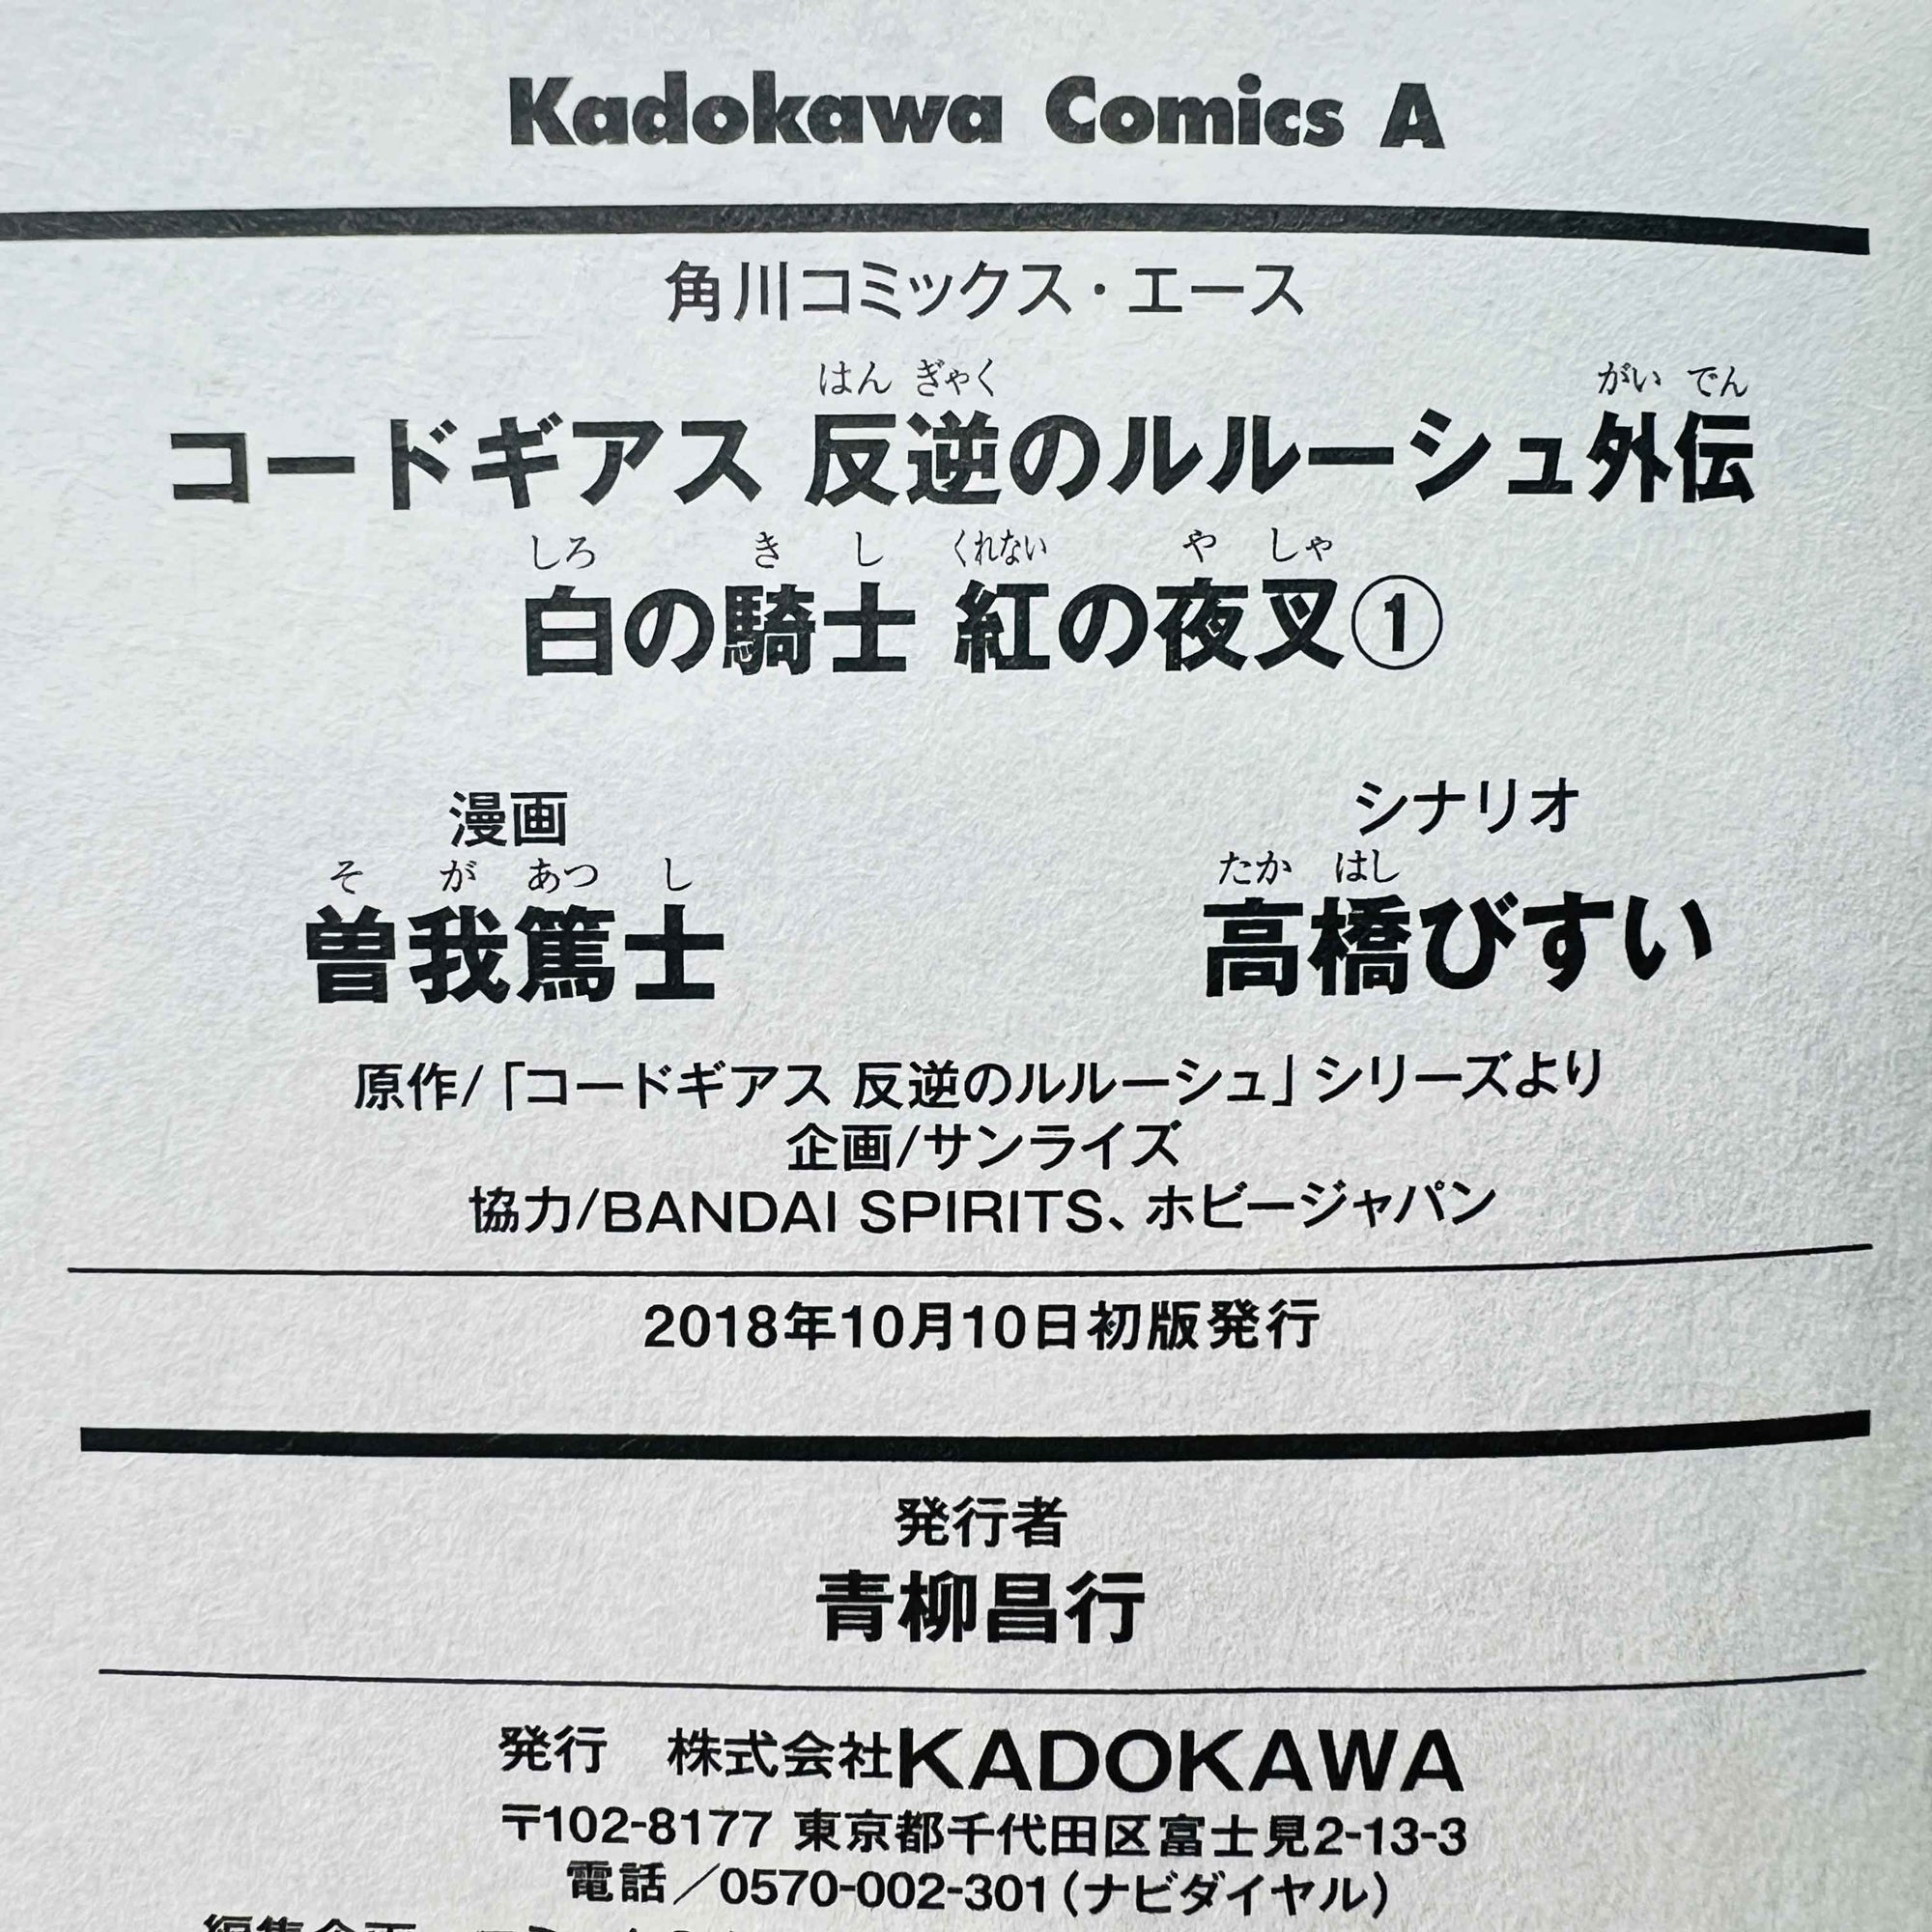 Kadokawa Comics A
角川コミックス・エース
はん ぎゃく がい でん
コードギアス 反逆のルルーシュ外伝
しろ き し くれない や しゃ
白の騎士 紅の夜叉①
漫画 シナリオ
そ が あつ し たか はし
曽我篤士 高橋びすい
原作/「コードギアス 反逆のルルーシュ」シリーズより
企画/サンライズ
協力/BANDAI SPIRITS、ホビージャパン
2018年10月10日初版発行
発行者
青柳昌行
発行 株式会社KADOKAWA
〒102-8177 東京都千代田区富士見2-13-3
電話／0570-002-301(ナビダイヤル)
編集企画